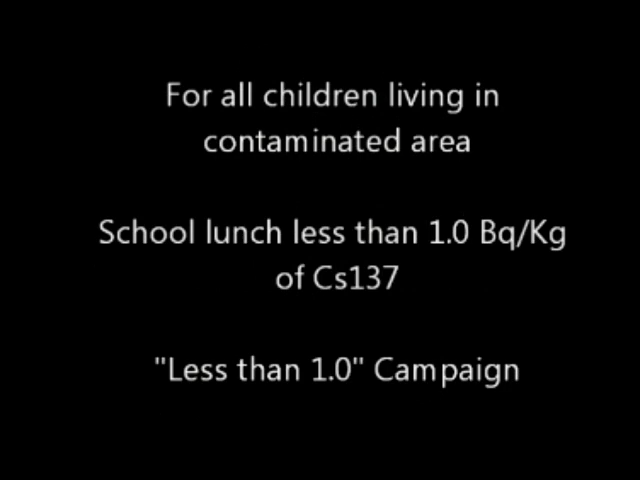 For all children living in
contaminated area
School lunch less than 1.0 Bq/Kg
of Cs137
"Less than 1.0" Campaign